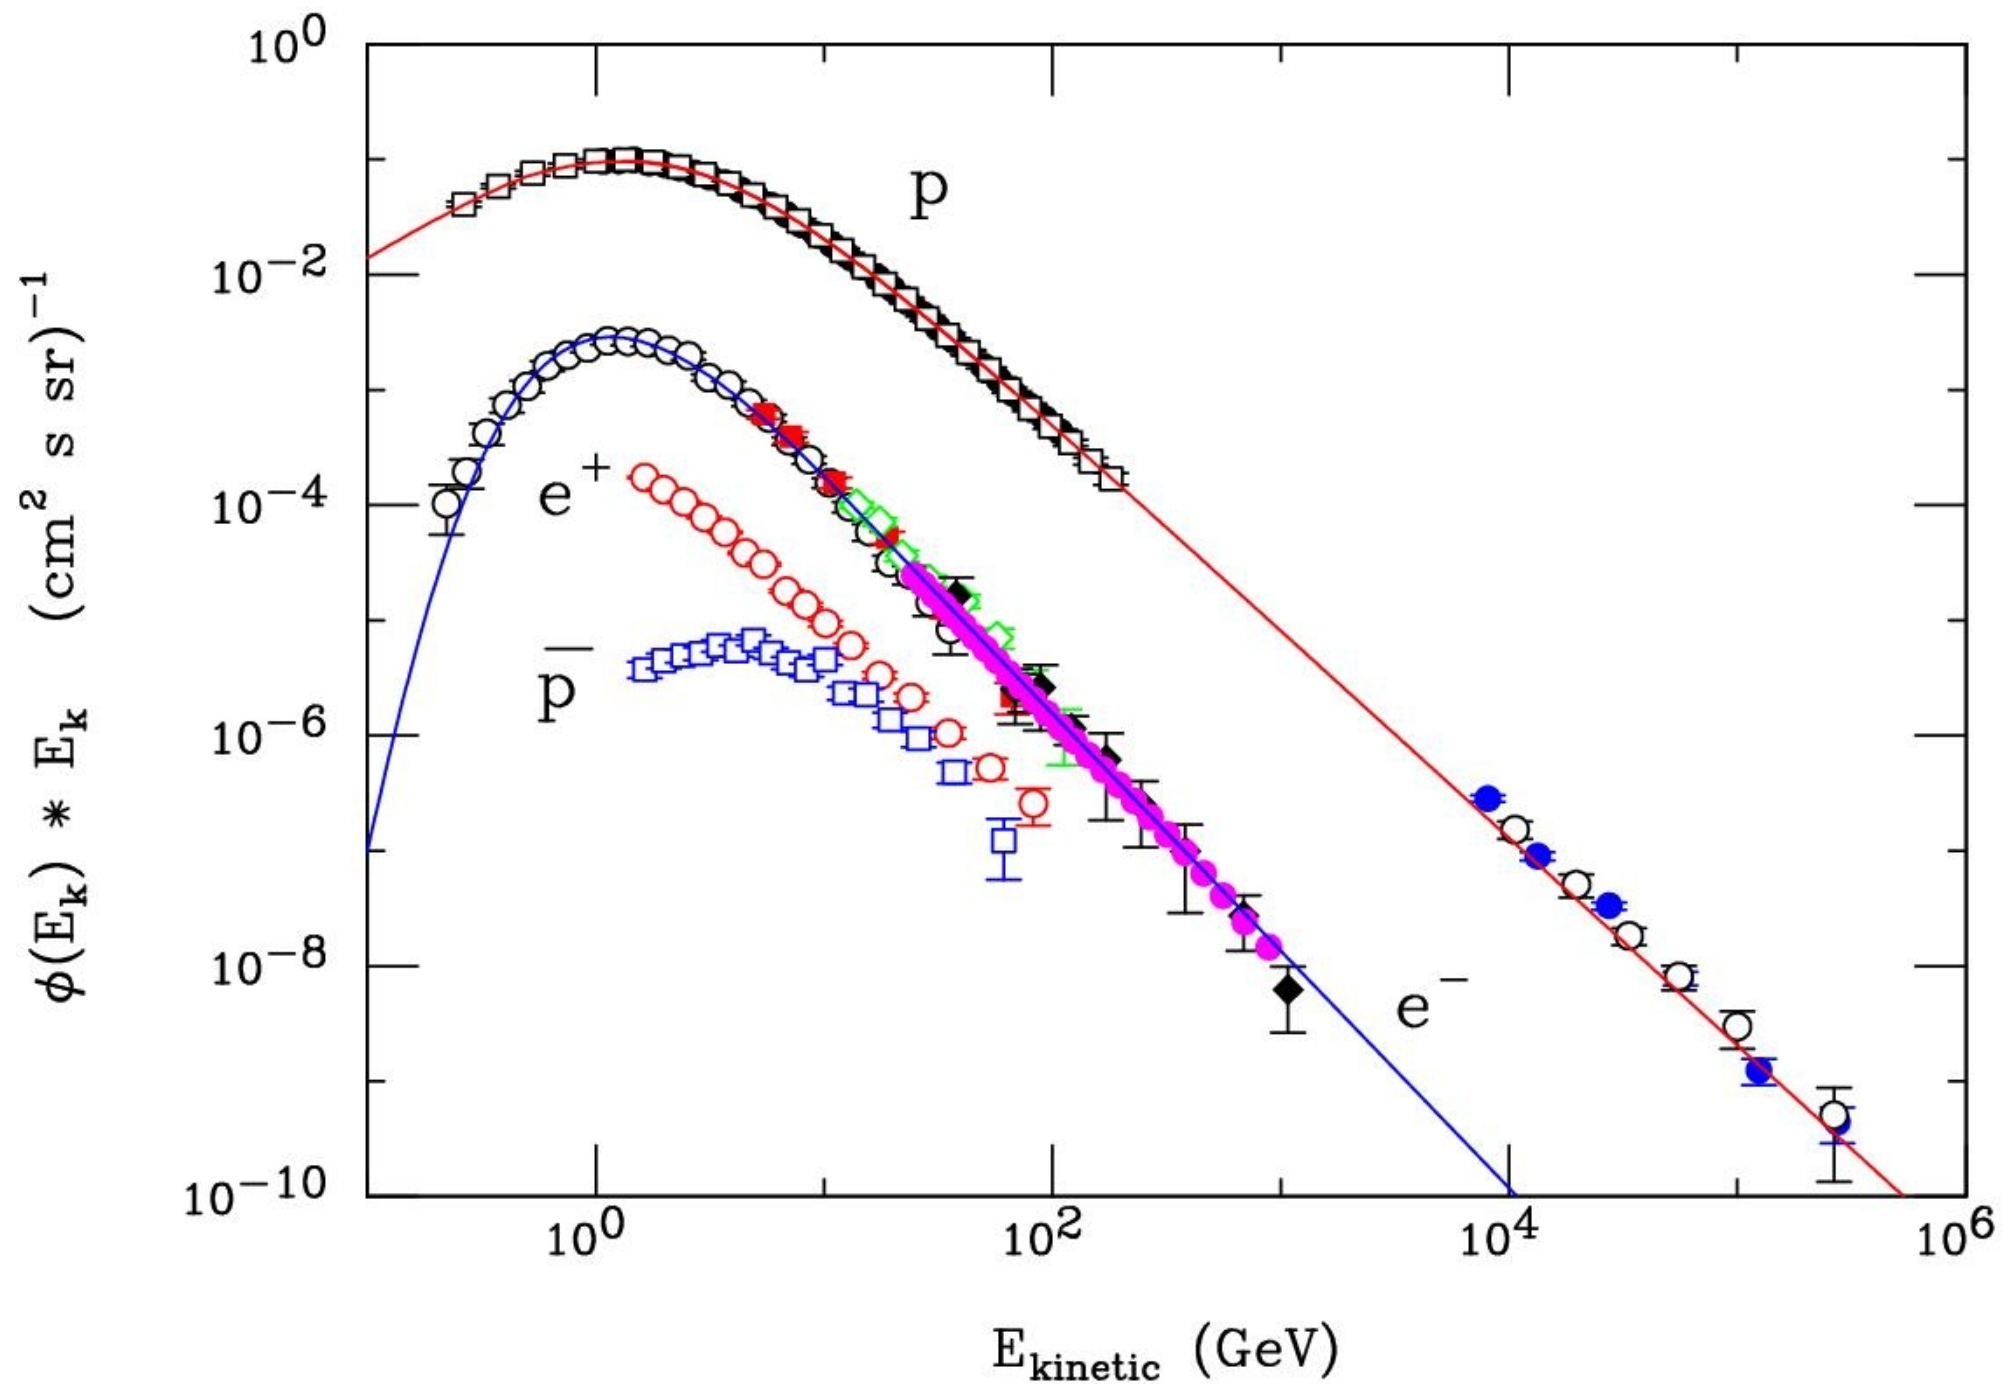 10^0
10^-2
10^-4
10^-6
10^-8
10^-10
ϕ(E_k) * E_k (cm^2 s sr)^-1
p
e^+
p̅
e^-
10^0 10^2 10^4 10^6
E_kinetic (GeV)